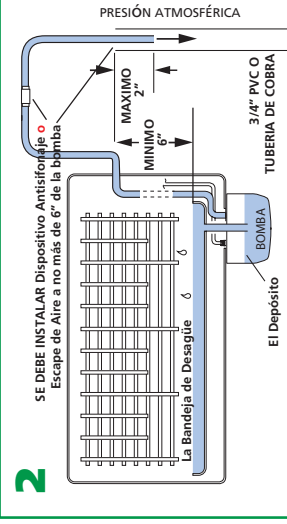 2
PRESIÓN ATMOSFÉRICA
SE DEBE INSTALAR Dispositivo Antisifonaje o
Escape de Aire a no más de 6" de la bomba
MAXIMO
2"
MINIMO
6"
3/4" PVC O
TUBERIA DE COBRA
La Bandeja de Desagüe
BOMBA
El Depósito